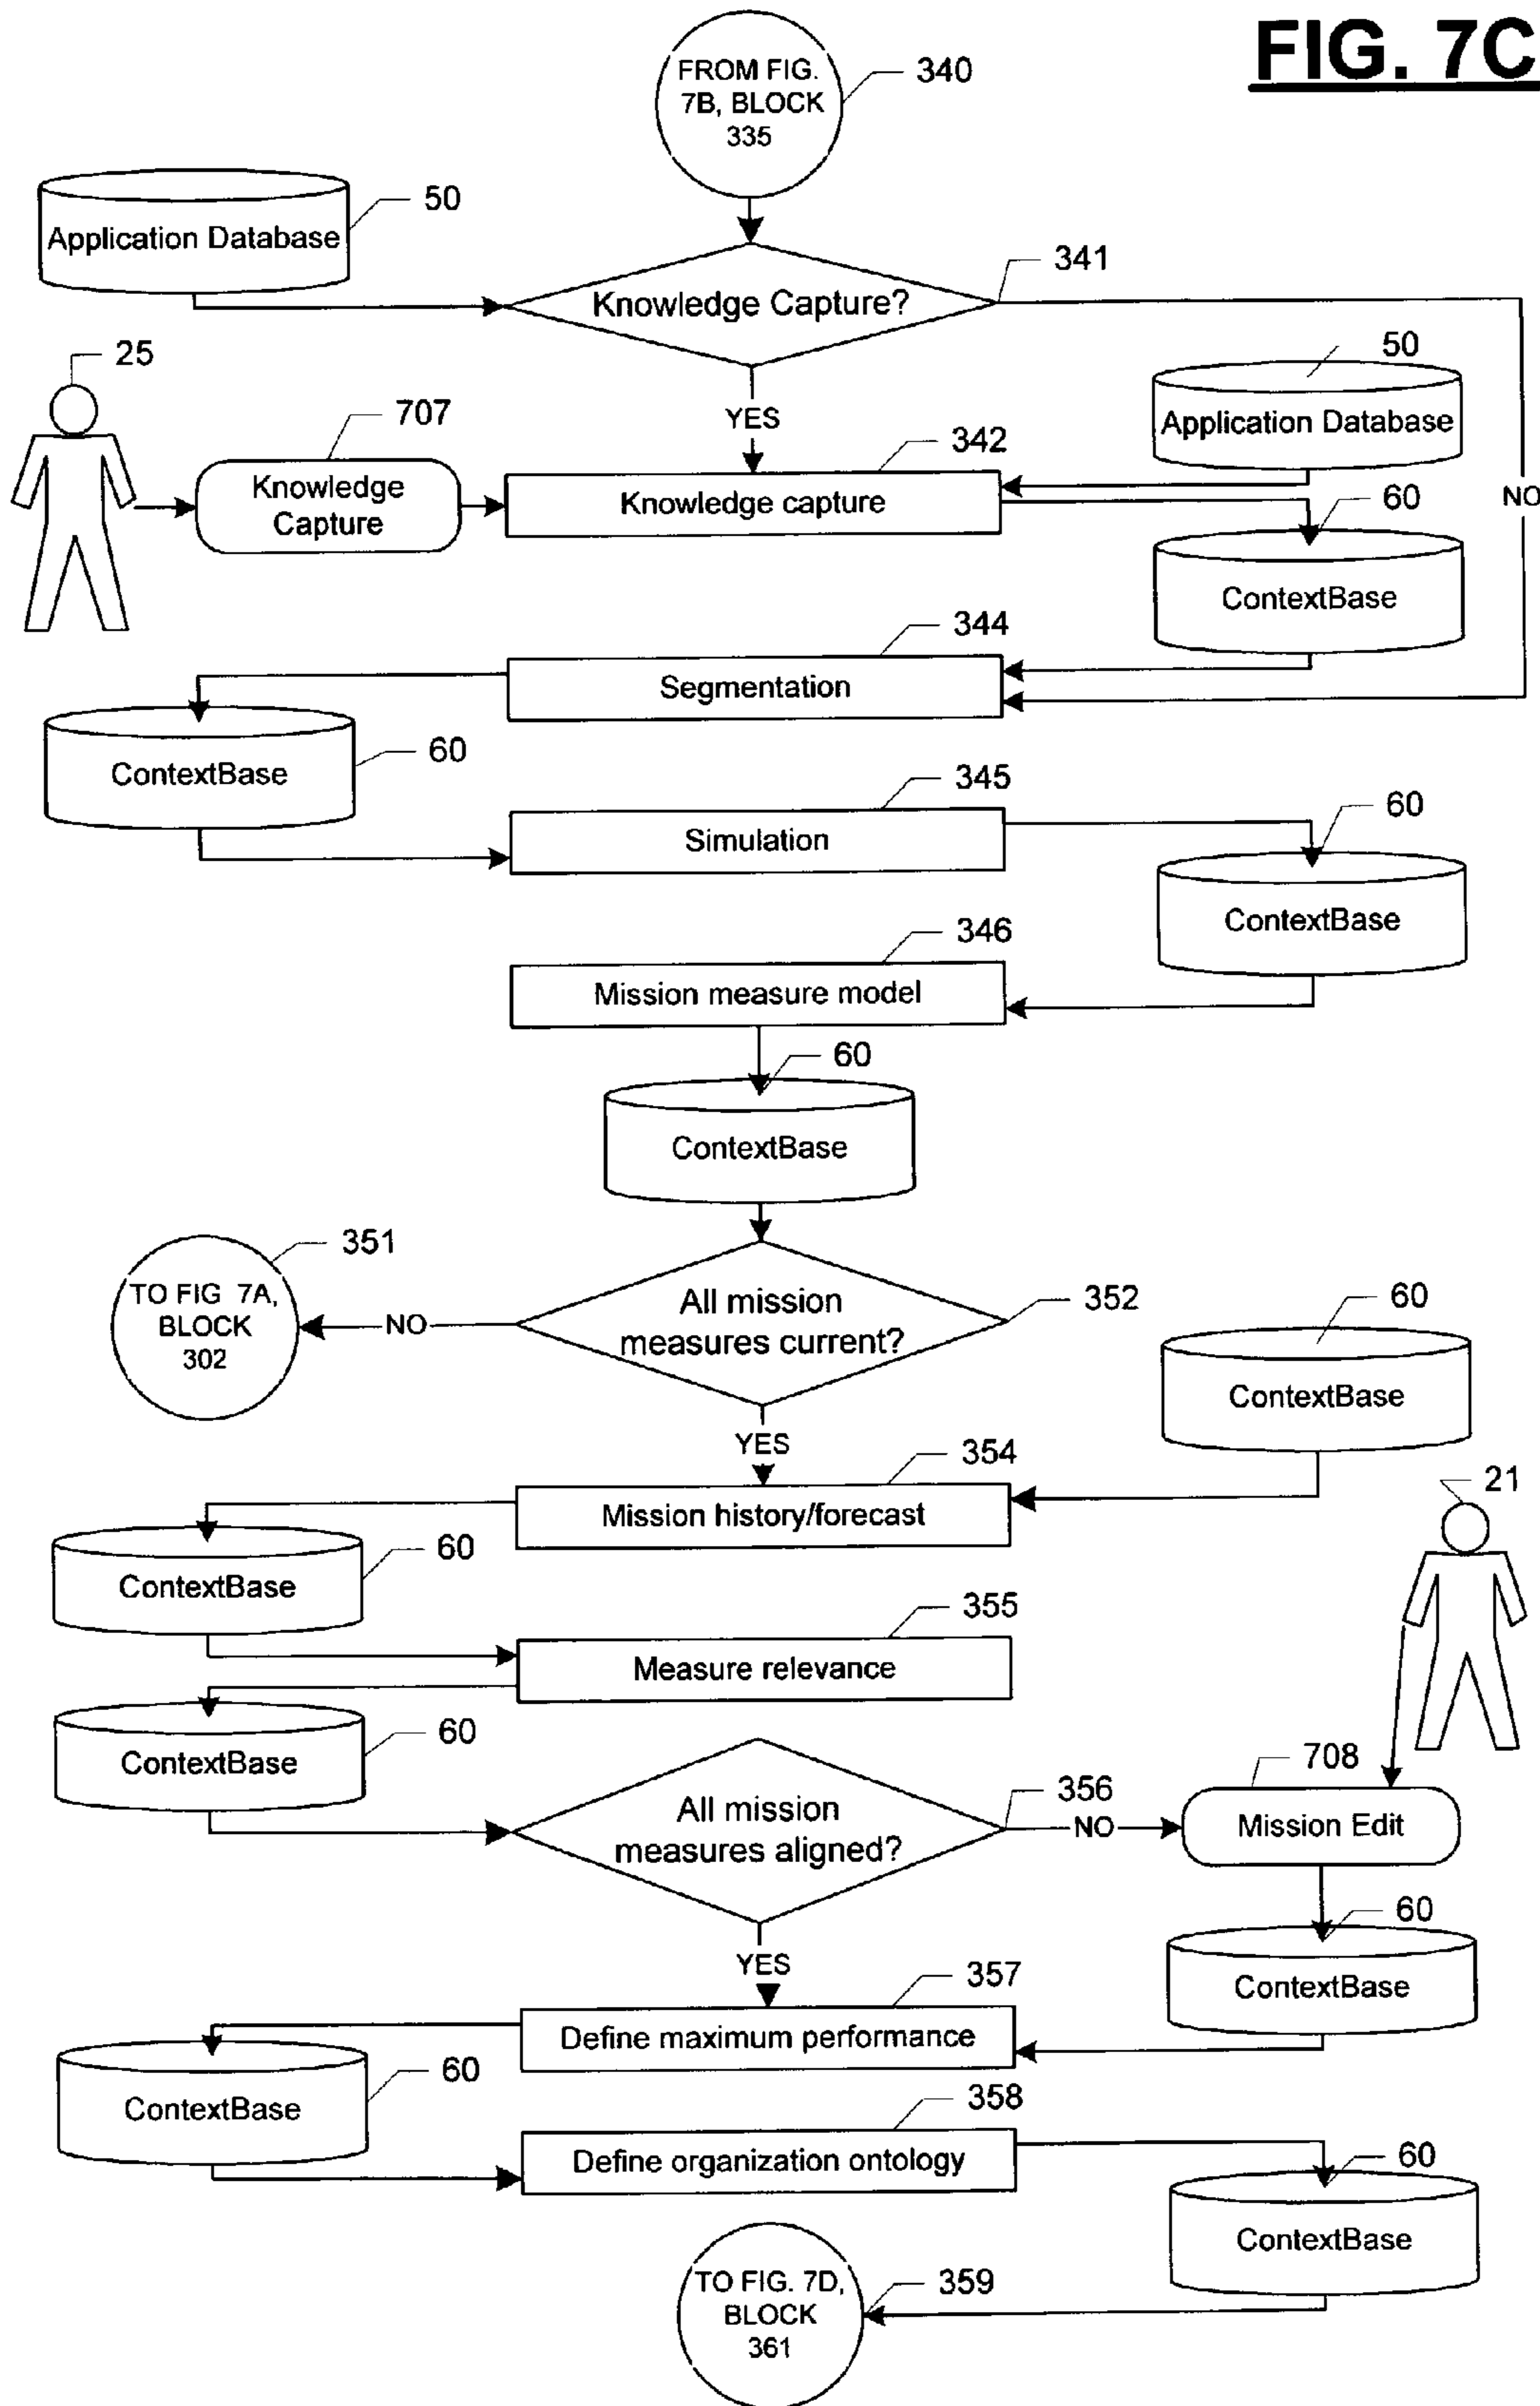 FIG. 7C
FROM FIG.
7B, BLOCK
335
340
Application Database
50
Knowledge Capture?
341
25
YES
50
Application Database
707
Knowledge
Capture
342
Knowledge capture
NO
60
ContextBase
344
Segmentation
60
ContextBase
345
Simulation
60
ContextBase
346
Mission measure model
60
ContextBase
351
TO FIG 7A,
BLOCK
302
NO
All mission
measures current?
352
60
ContextBase
YES
354
Mission history/forecast
21
60
ContextBase
355
Measure relevance
60
ContextBase
All mission
measures aligned?
356
NO
708
Mission Edit
YES
60
ContextBase
357
Define maximum performance
60
ContextBase
358
Define organization ontology
60
ContextBase
TO FIG. 7D,
BLOCK
361
359